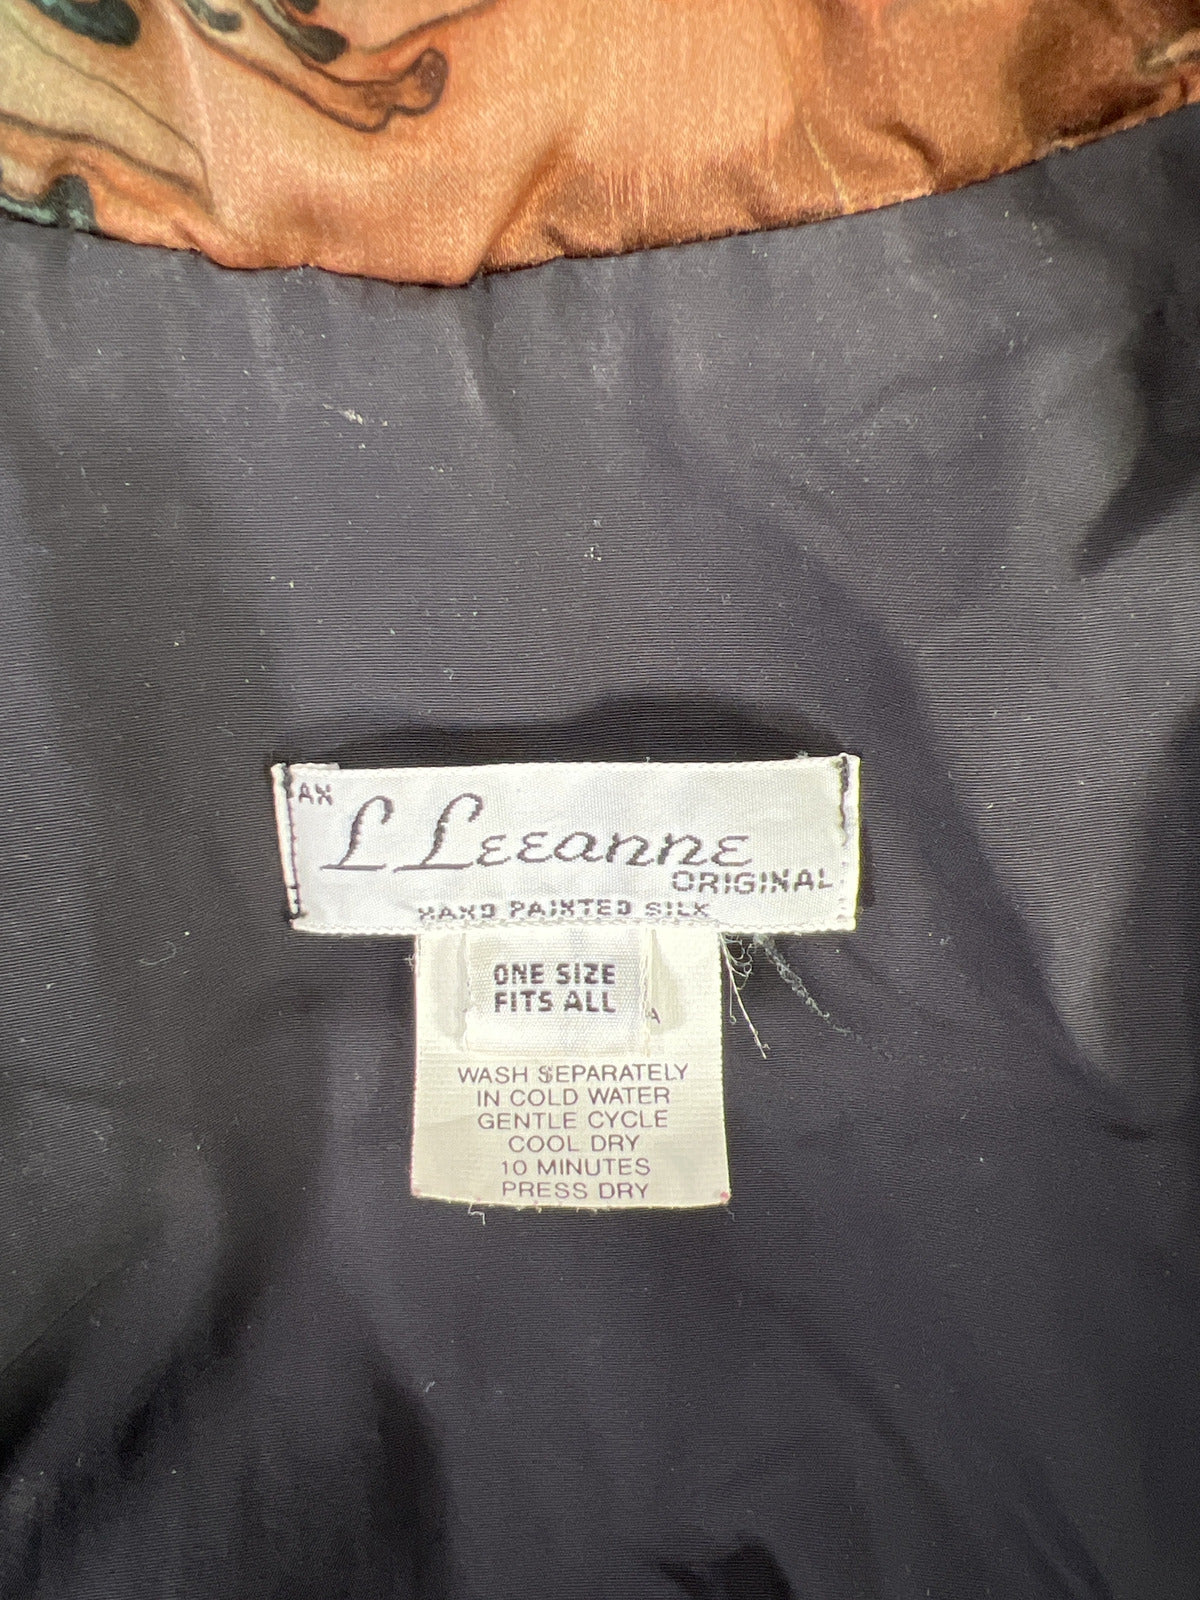 AN
L Leeanne
ORIGINAL
HAND PAINTED SILK
ONE SIZE
FITS ALL
A
WASH SEPARATELY
IN COLD WATER
GENTLE CYCLE
COOL DRY
10 MINUTES
PRESS DRY